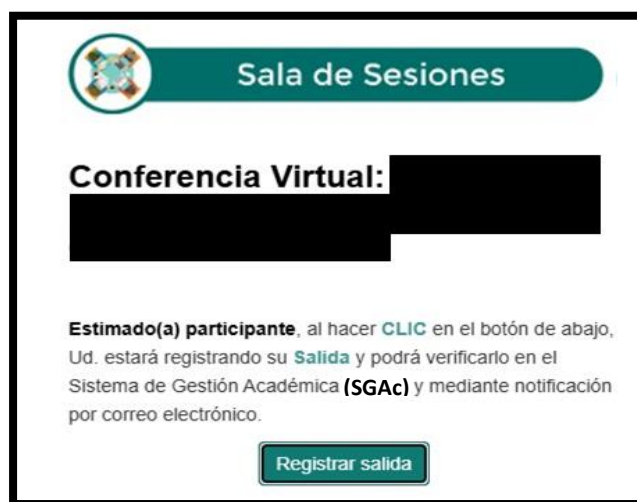 Sala de Sesiones
Conferencia Virtual:
Estimado(a) participante, al hacer CLIC en el botón de abajo,
Ud. estará registrando su Salida y podrá verificarlo en el
Sistema de Gestión Académica (SGAc) y mediante notificación
por correo electrónico.
Registrar salida